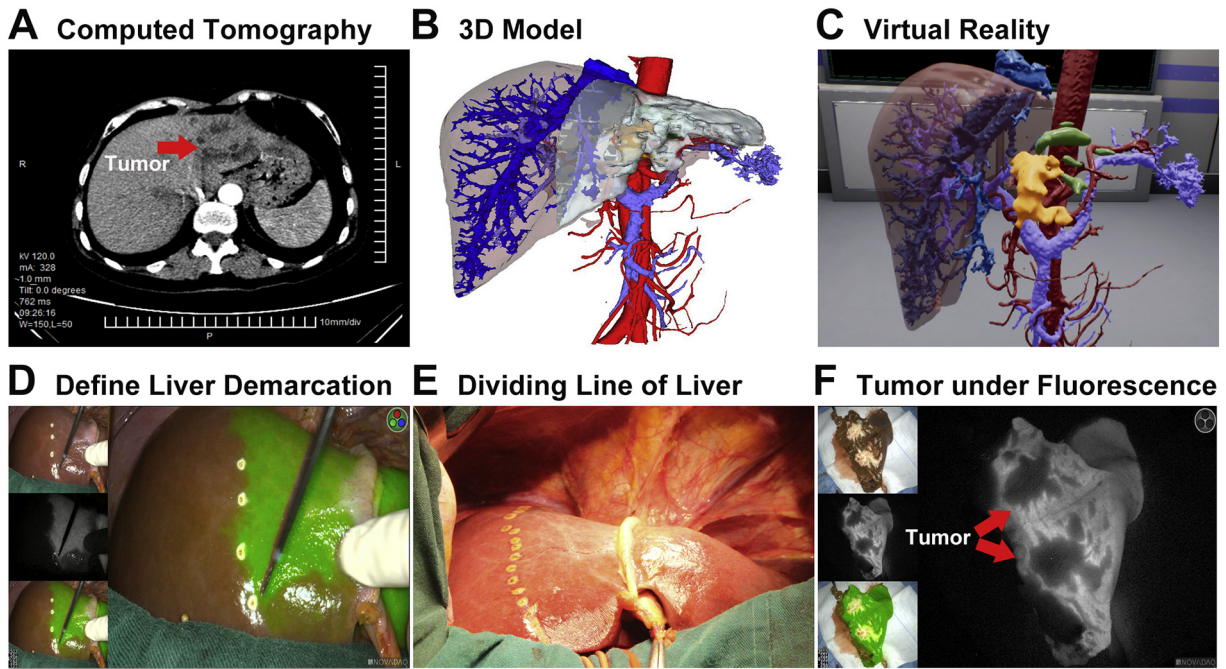 A Computed Tomography
B 3D Model
C Virtual Reality
R
Tumor
L
kV 120.0
mA: 328
1.0 mm
Tilt: 0.0 degrees
762 ms
09:26:16
W=150,L=50
10mm/div
P
D Define Liver Demarcation
E Dividing Line of Liver
F Tumor under Fluorescence
Tumor
NOVADAQ
NOVADAQ